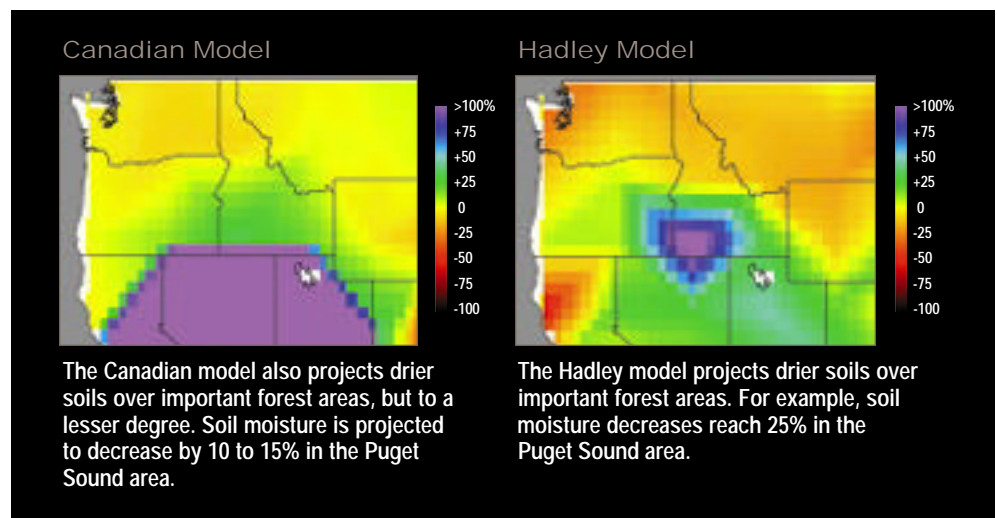 Canadian Model
>100%
+75
+50
+25
0
-25
-50
-75
-100
The Canadian model also projects drier
soils over important forest areas, but to a
lesser degree. Soil moisture is projected
to decrease by 10 to 15% in the Puget
Sound area.
Hadley Model
>100%
+75
+50
+25
0
-25
-50
-75
-100
The Hadley model projects drier soils over
important forest areas. For example, soil
moisture decreases reach 25% in the
Puget Sound area.